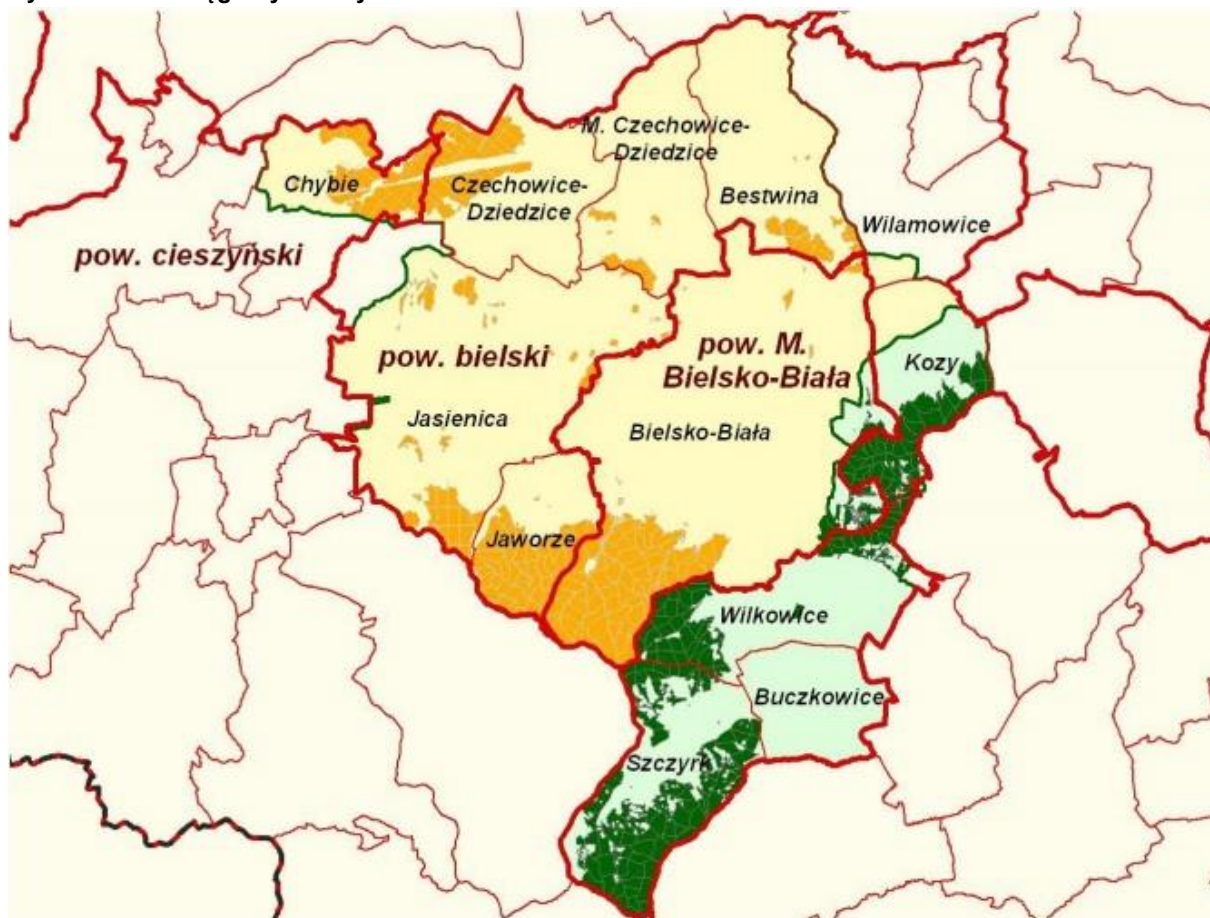 M. Czechowice-
Dziedzice
Chybie
Czechowice-
Dziedzice
Bestwina
Wilamowice
pow. cieszyński
pow. bielski
pow. M.
Bielsko-Biała
Kozy
Jasienica
Bielsko-Biała
Jaworze
Wilkowice
Buczkowice
Szczyrk